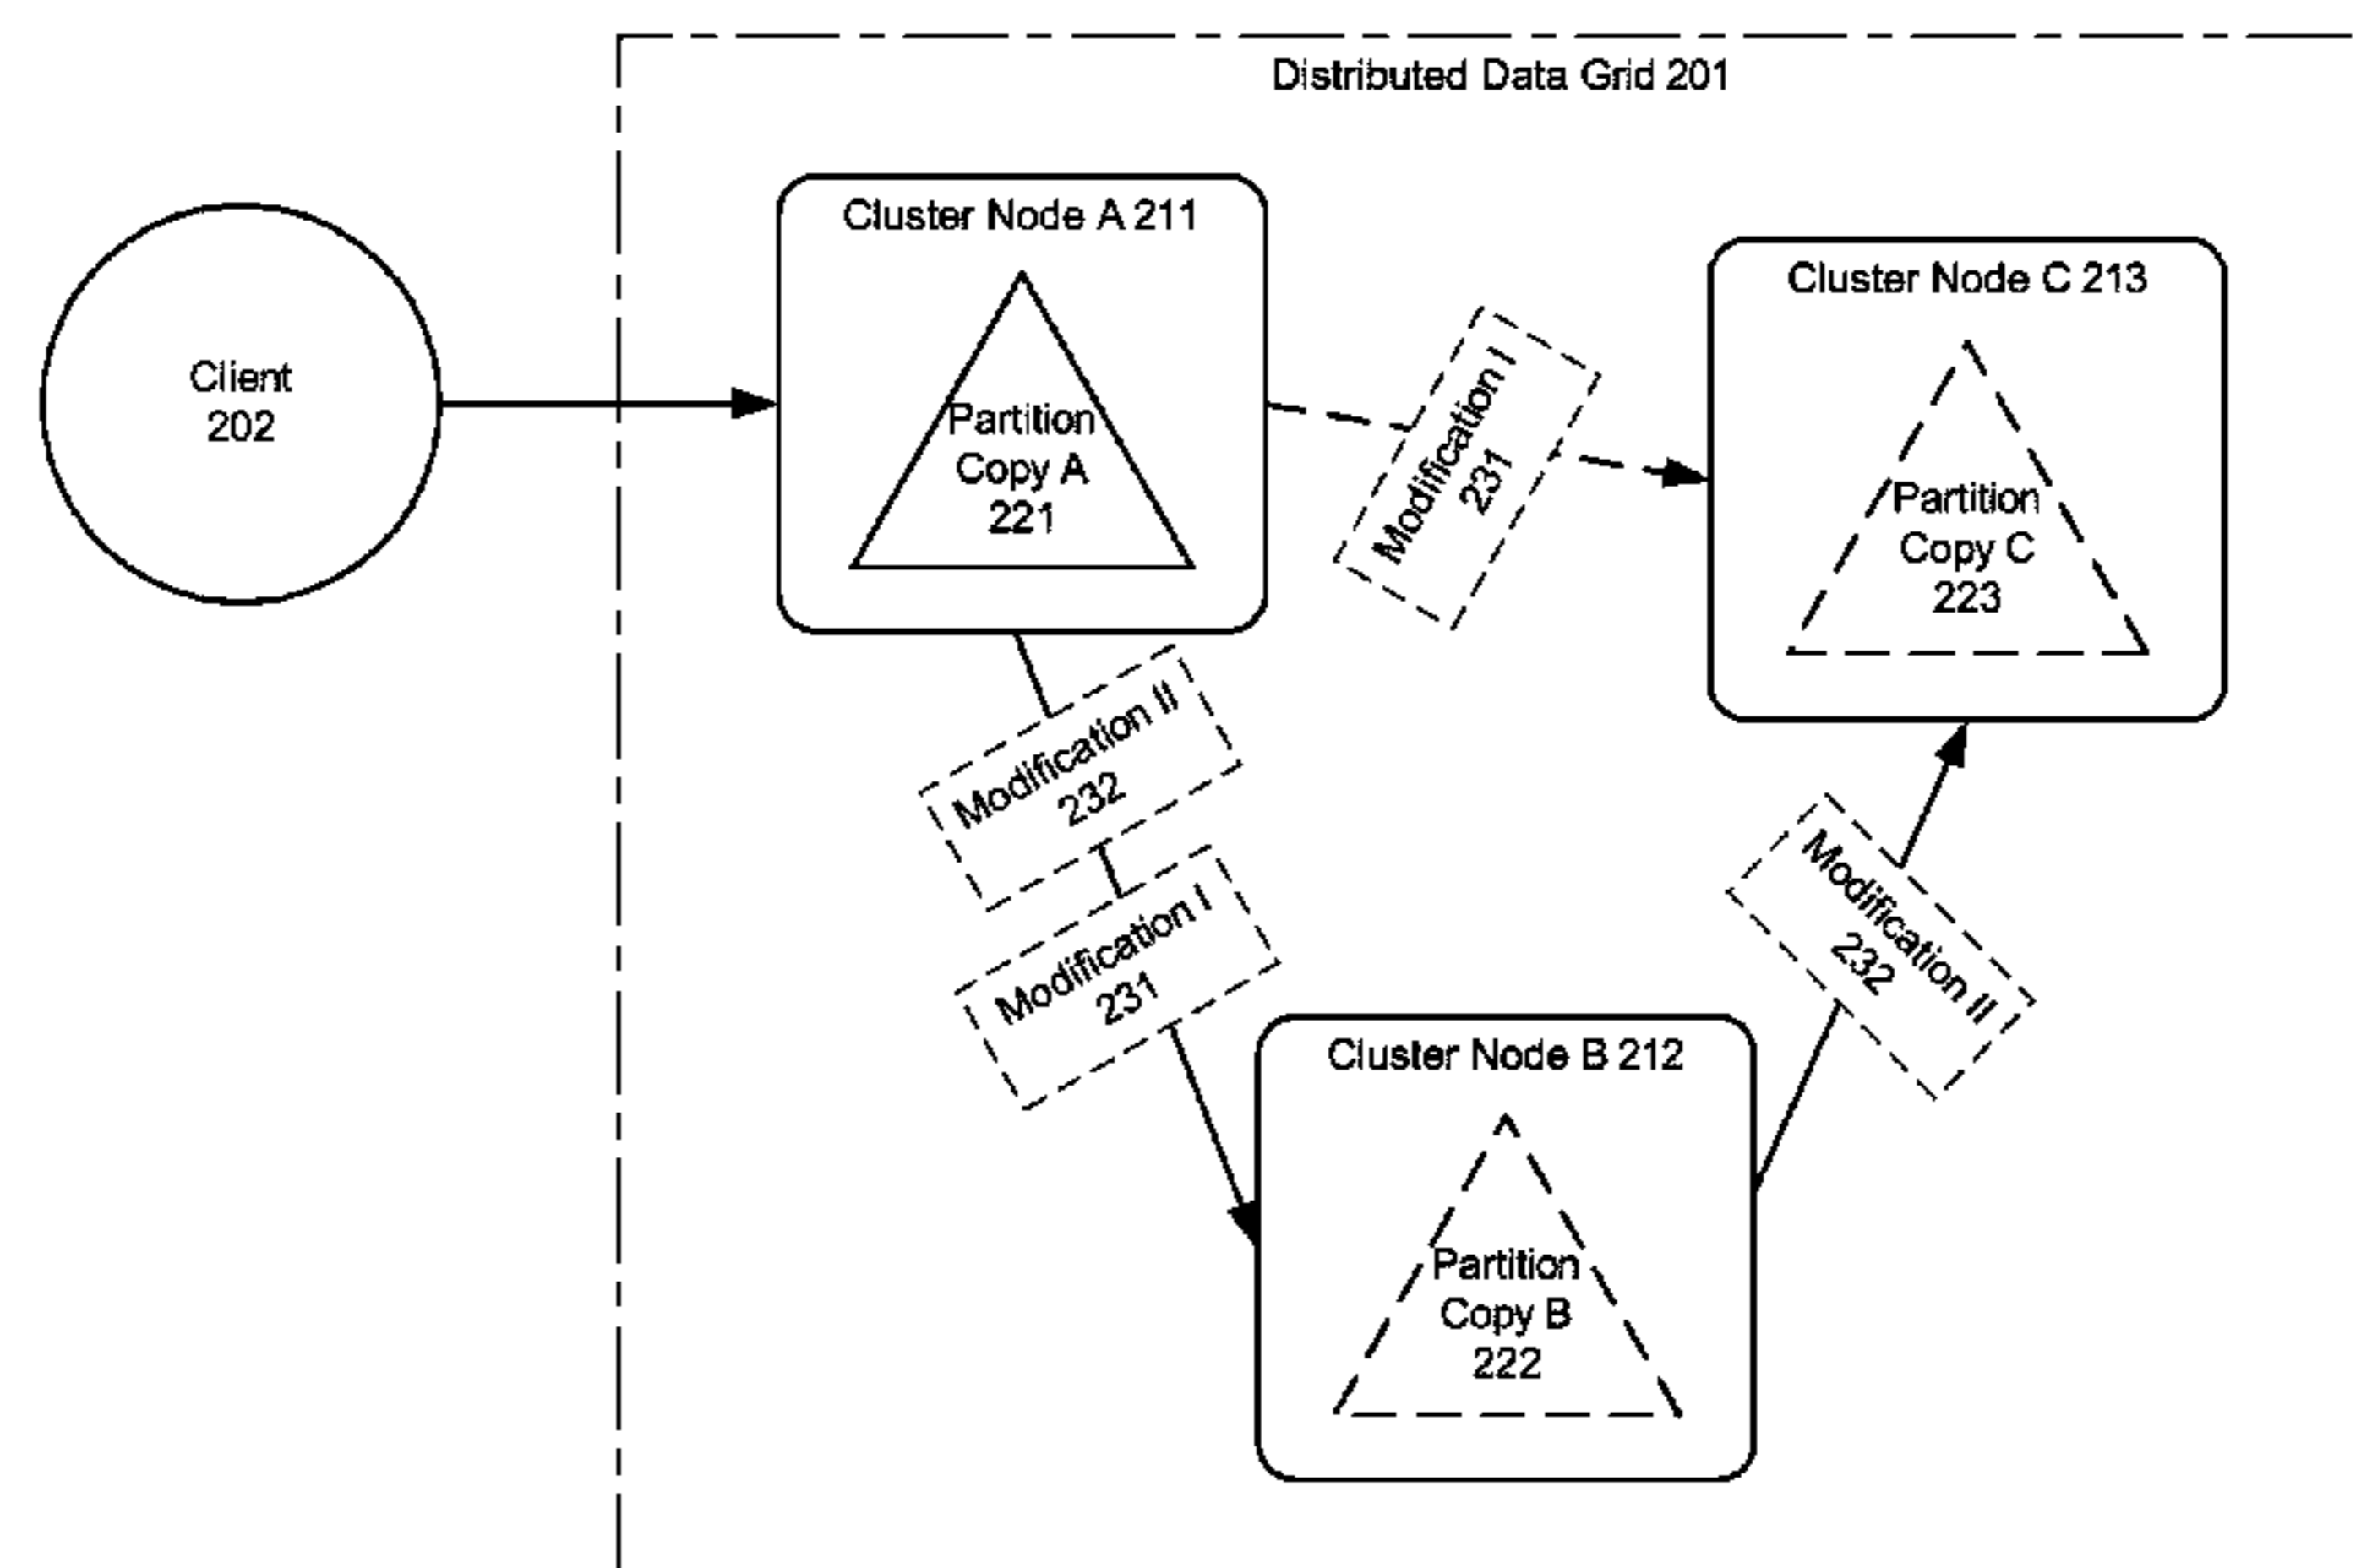 Distributed Data Grid 201
Client
202
Cluster Node A 211
Partition
Copy A
221
Modification I
231
Cluster Node C 213
Partition
Copy C
223
Modification II
232
Modification I
231
Modification II
232
Cluster Node B 212
Partition
Copy B
222